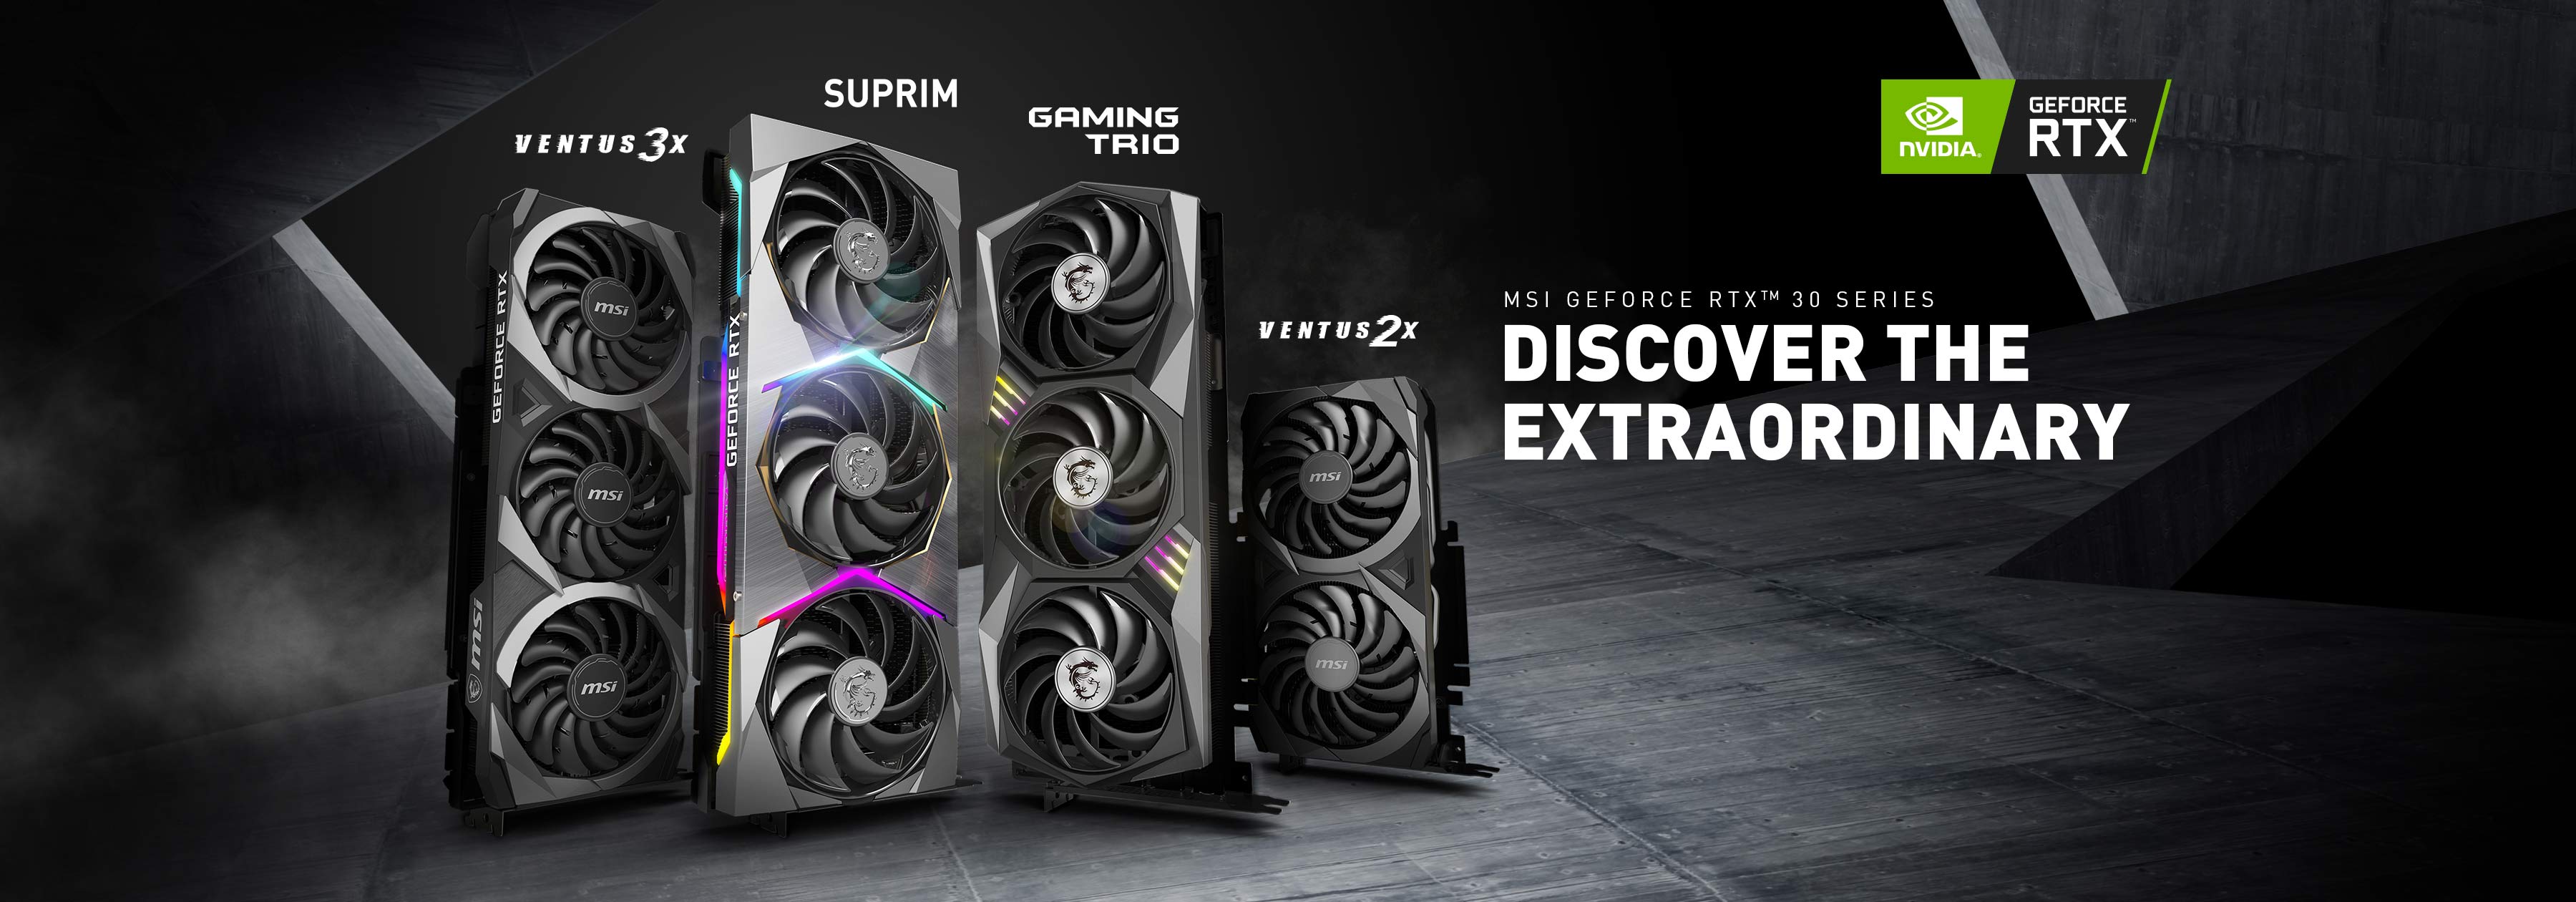 SUPRIM
GAMING
TRIO
VENTUS 3X
VENTUS 2X
NVIDIA®
GEFORCE
RTX™
MSI GEFORCE RTX™ 30 SERIES
DISCOVER THE
EXTRAORDINARY
GEFORCE RTX
msi
msi
msi
msi
GEFORCE RTX
msi
msi